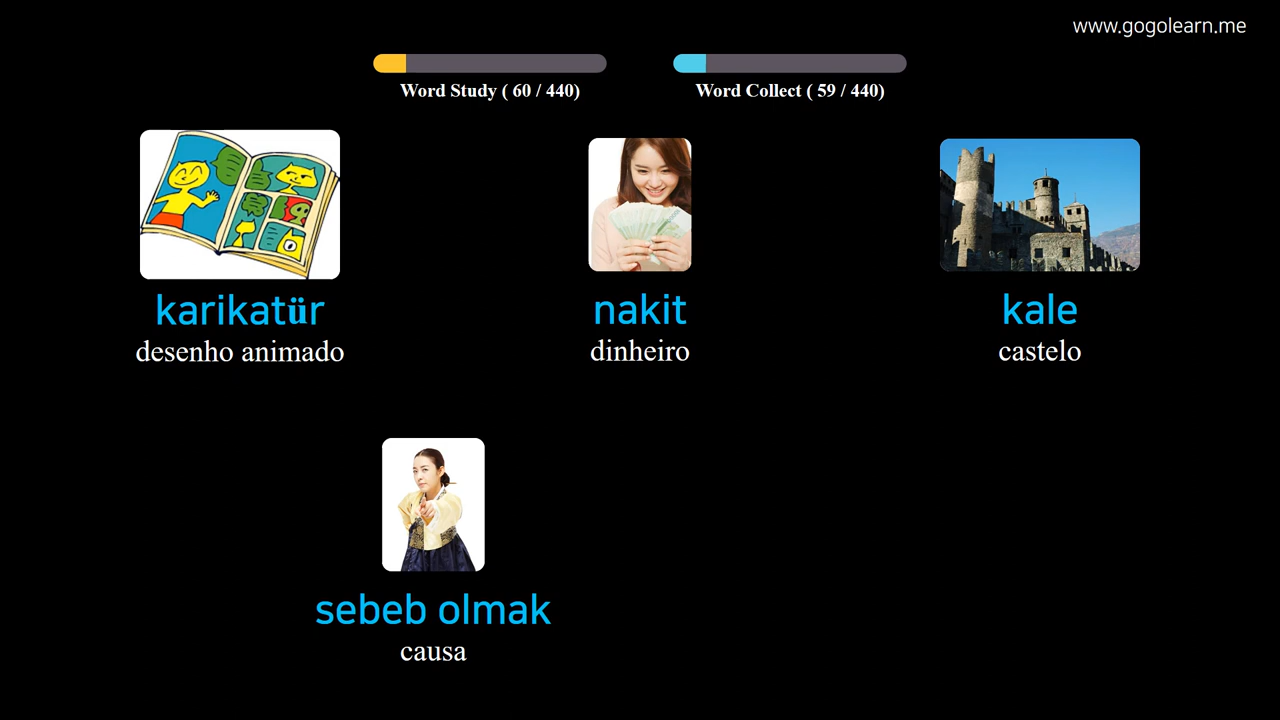 www.gogolearn.me
Word Study ( 60 / 440)
Word Collect ( 59 / 440)
karikatür
desenho animado
nakit
dinheiro
kale
castelo
sebeb olmak
causa